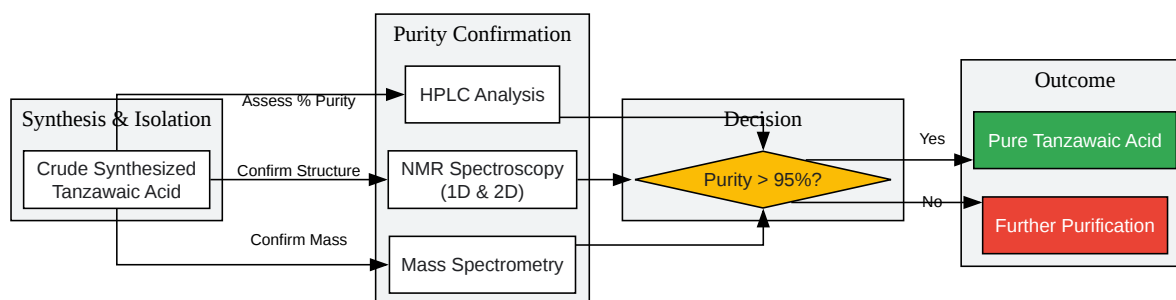 Synthesis & Isolation
Crude Synthesized
Tanzawaic Acid
Assess % Purity
Confirm Structure
Confirm Mass
Purity Confirmation
HPLC Analysis
NMR Spectroscopy
(1D & 2D)
Mass Spectrometry
Decision
Purity > 95%?
Yes
No
Outcome
Pure Tanzawaic Acid
Further Purification